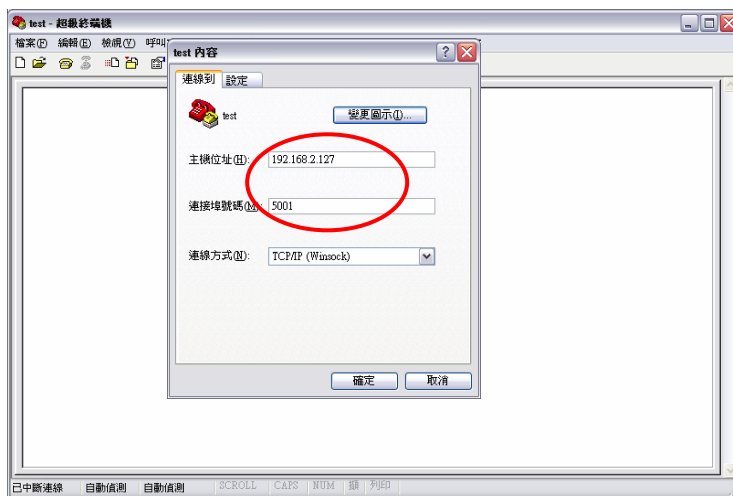 test - 超級終端機
檔案(F) 編輯(E) 檢視(V) 呼叫
test 內容
連線到 設定
test
變更圖示(I)...
主機位址(H): 192.168.2.127
連接埠號碼(M): 5001
連線方式(N): TCP/IP (Winsock)
確定 取消
已中斷連線 自動偵測 自動偵測 SCROLL CAPS NUM 擷 列印